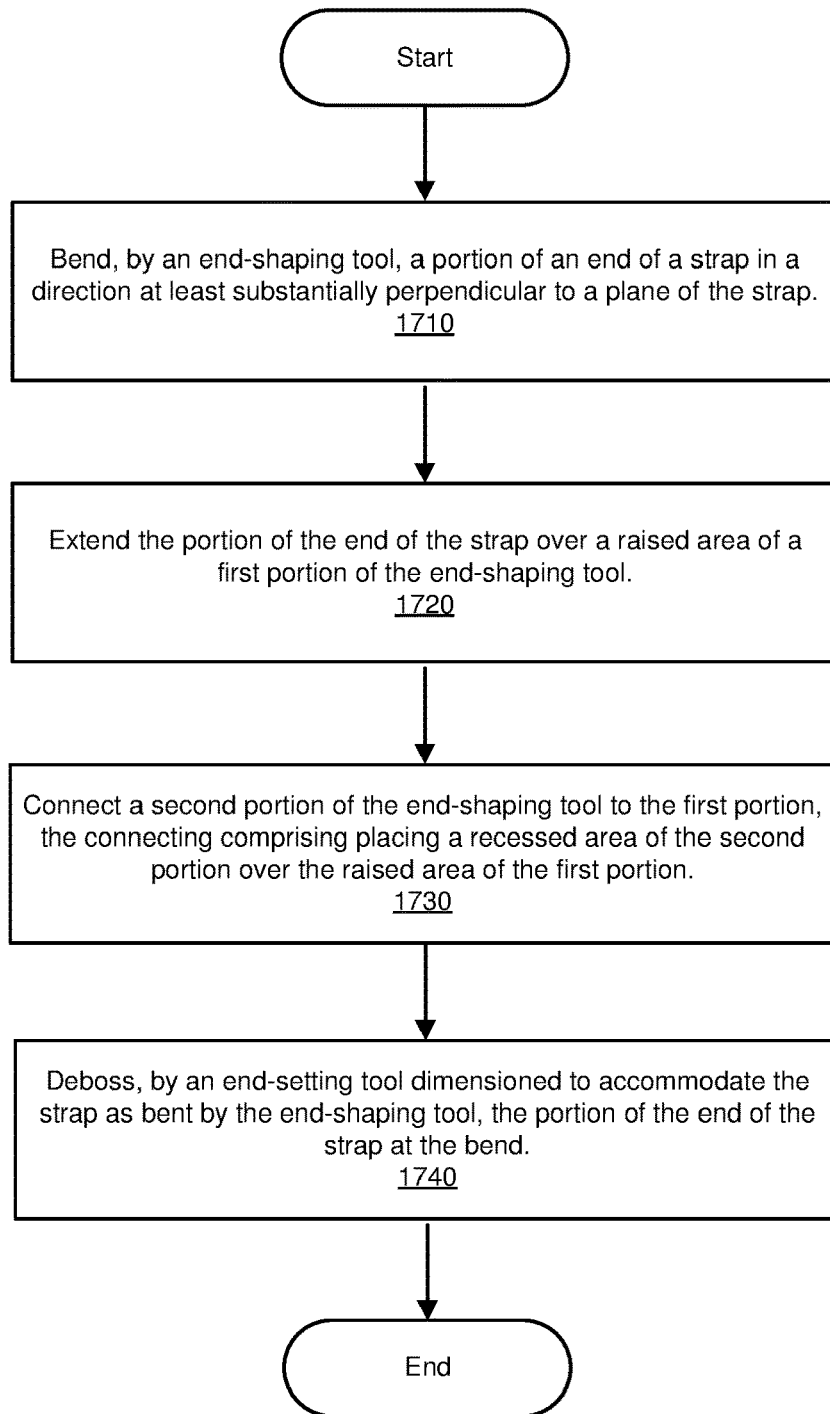 Start
Bend, by an end-shaping tool, a portion of an end of a strap in a
direction at least substantially perpendicular to a plane of the strap.
1710
Extend the portion of the end of the strap over a raised area of a
first portion of the end-shaping tool.
1720
Connect a second portion of the end-shaping tool to the first portion,
the connecting comprising placing a recessed area of the second
portion over the raised area of the first portion.
1730
Deboss, by an end-setting tool dimensioned to accommodate the
strap as bent by the end-shaping tool, the portion of the end of the
strap at the bend.
1740
End